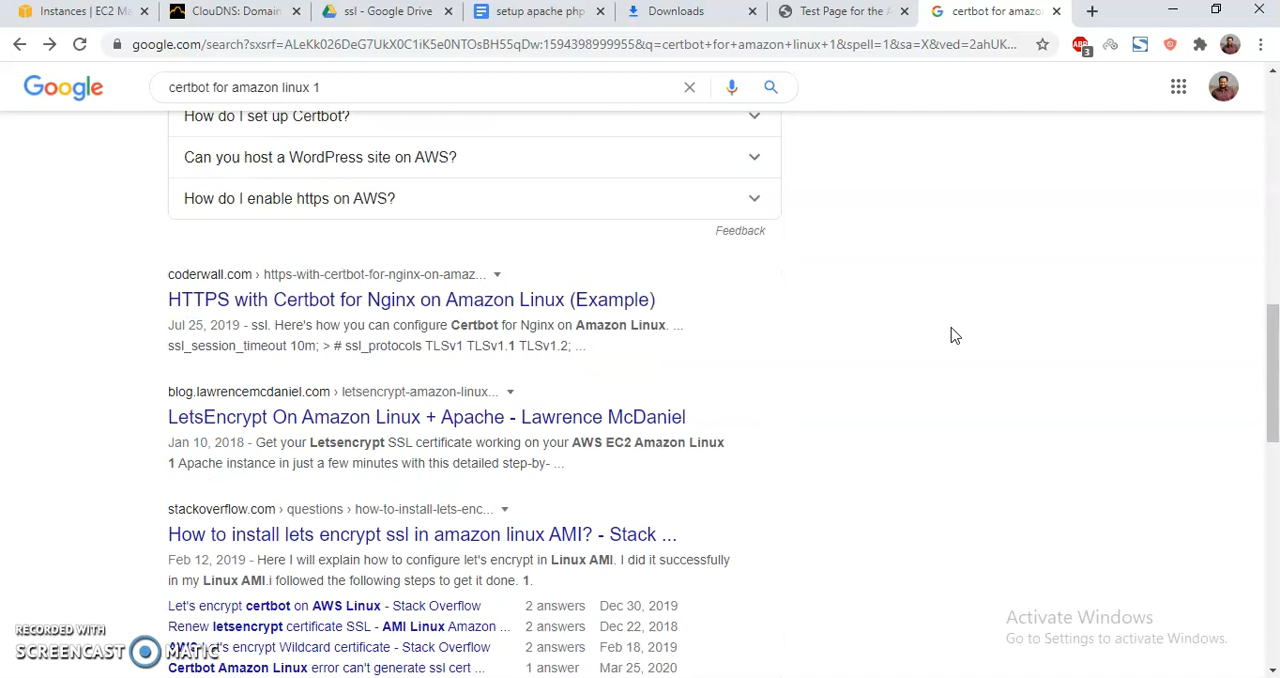 Instances | EC2 Ma
ClouDNS: Domain
ssl - Google Drive
setup apache php
Downloads
Test Page for the A
certbot for amazo
google.com/search?sxsrf=ALeKk026DeG7UkX0C1iK5e0NTOsBH55qDw:1594398999955&q=certbot+for+amazon+linux+1&spell=1&sa=X&ved=2ahUK...
ABP
3
Google
certbot for amazon linux 1
How do I set up Certbot?
Can you host a WordPress site on AWS?
How do I enable https on AWS?
Feedback
coderwall.com › https-with-certbot-for-nginx-on-amaz...
HTTPS with Certbot for Nginx on Amazon Linux (Example)
Jul 25, 2019 - ssl. Here's how you can configure Certbot for Nginx on Amazon Linux. ...
ssl_session_timeout 10m; > # ssl_protocols TLSv1 TLSv1.1 TLSv1.2; ...
blog.lawrencemcdaniel.com › letsencrypt-amazon-linux...
LetsEncrypt On Amazon Linux + Apache - Lawrence McDaniel
Jan 10, 2018 - Get your Letsencrypt SSL certificate working on your AWS EC2 Amazon Linux
1 Apache instance in just a few minutes with this detailed step-by- ...
stackoverflow.com › questions › how-to-install-lets-enc...
How to install lets encrypt ssl in amazon linux AMI? - Stack ...
Feb 12, 2019 - Here I will explain how to configure let's encrypt in Linux AMI. I did it successfully
in my Linux AMI.i followed the following steps to get it done. 1.
Let's encrypt certbot on AWS Linux - Stack Overflow 2 answers Dec 30, 2019
Renew letsencrypt certificate SSL - AMI Linux Amazon ... 2 answers Dec 22, 2018
AWS Let's encrypt Wildcard certificate - Stack Overflow 2 answers Feb 18, 2019
Certbot Amazon Linux error can't generate ssl cert ... 1 answer Mar 25, 2020
Activate Windows
Go to Settings to activate Windows.
RECORDED WITH
SCREENCAST MATIC